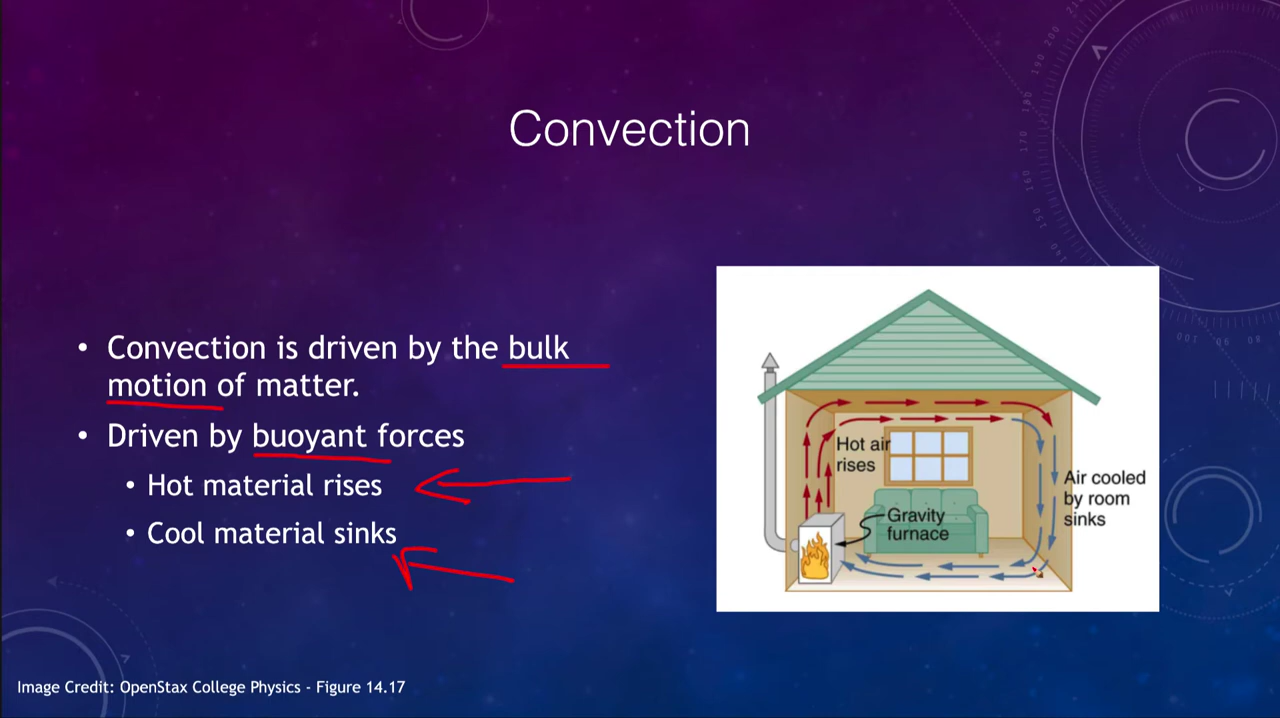 Convection
• Convection is driven by the bulk
motion of matter.
• Driven by buoyant forces
• Hot material rises
• Cool material sinks
Hot air
rises
Gravity
furnace
Air cooled
by room
sinks
Image Credit: OpenStax College Physics - Figure 14.17